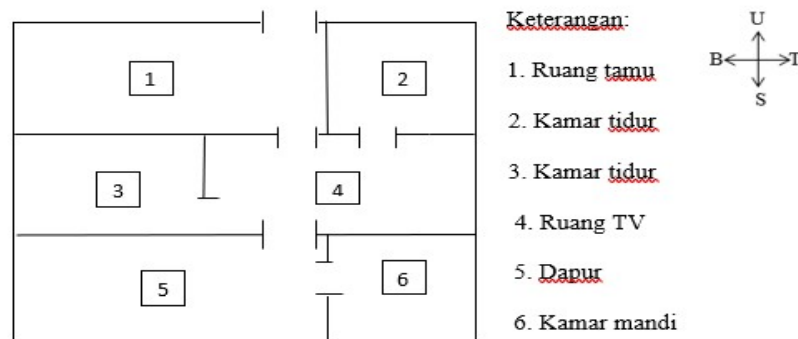 1
2
3
4
5
6
Keterangan:
1. Ruang tamu
2. Kamar tidur
3. Kamar tidur
4. Ruang TV
5. Dapur
6. Kamar mandi
U
B T
S